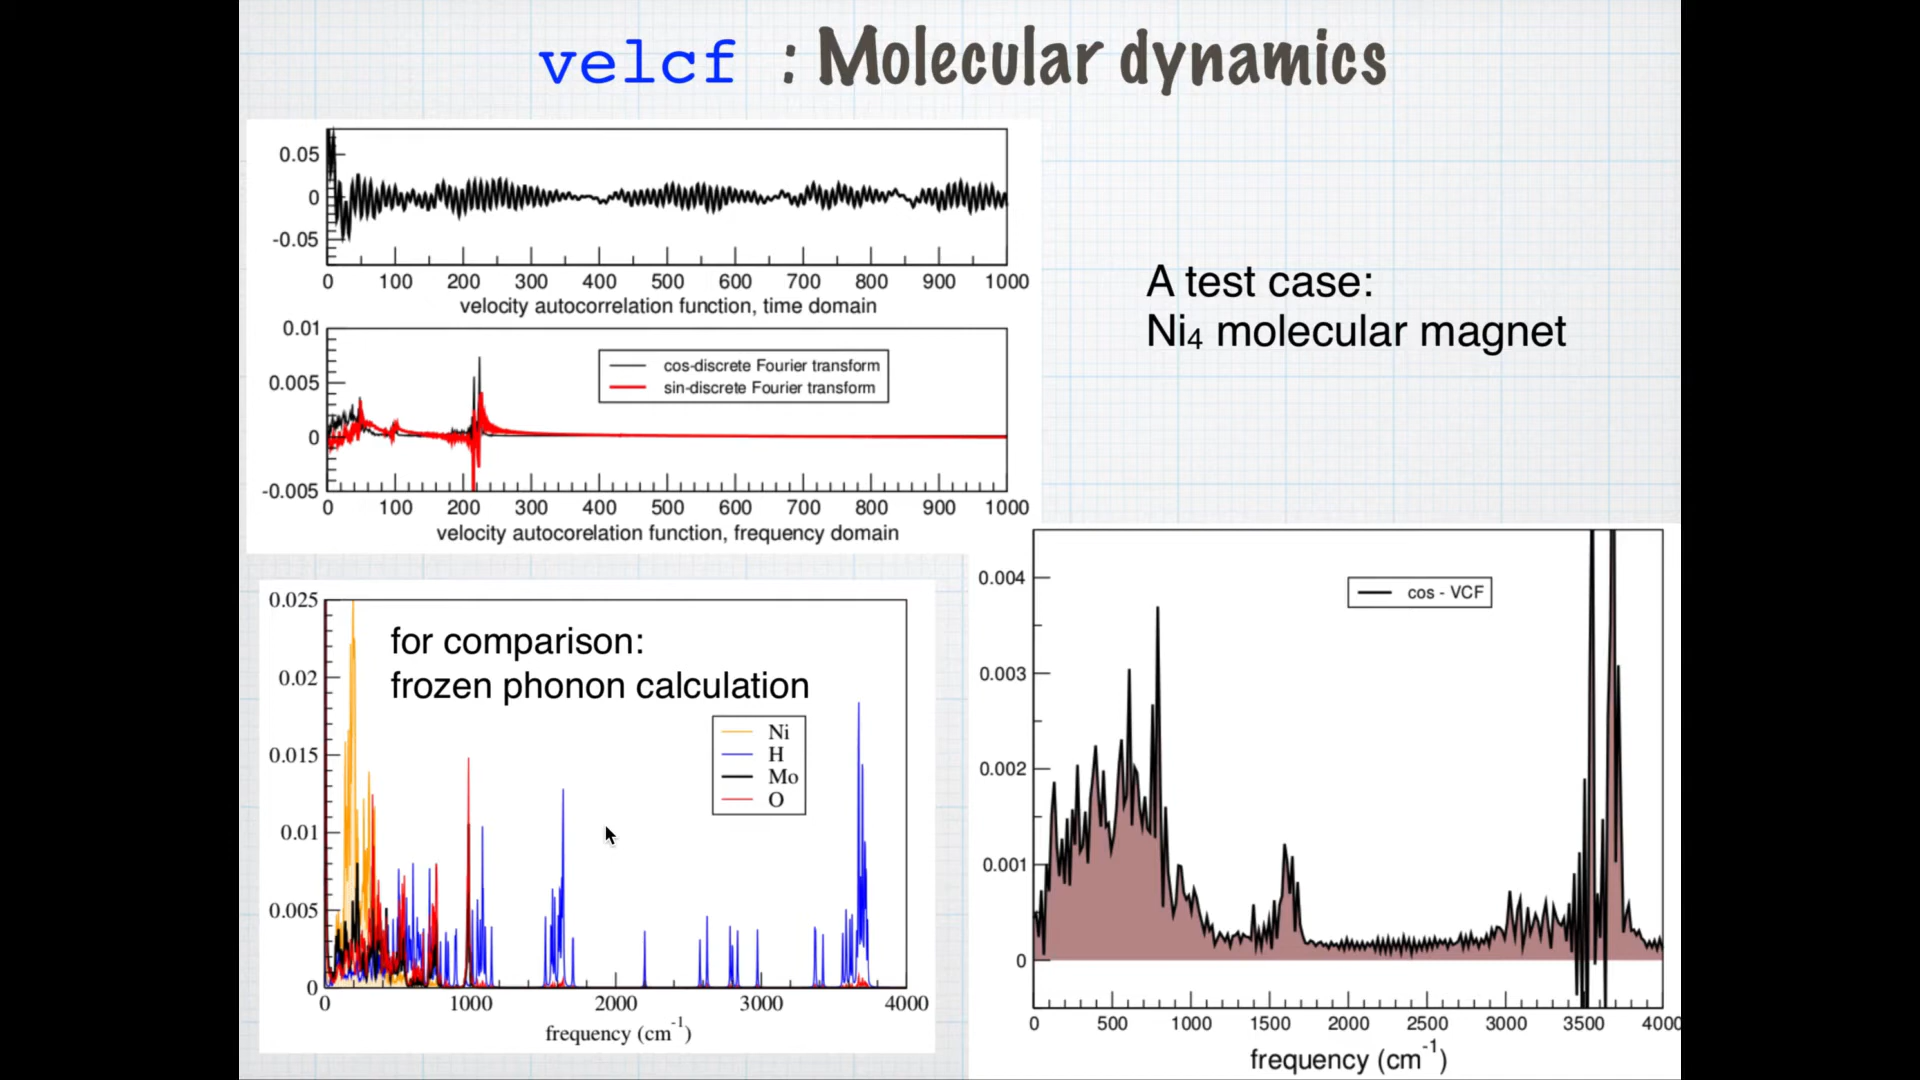 velcf : Molecular dynamics
0.05
0
-0.05
0 100 200 300 400 500 600 700 800 900 1000
velocity autocorrelation function, time domain
0.01
0.005
0
-0.005
cos-discrete Fourier transform
sin-discrete Fourier transform
0 100 200 300 400 500 600 700 800 900 1000
velocity autocorelation function, frequency domain
A test case:
Ni4 molecular magnet
0.025
0.02
0.015
0.01
0.005
0
for comparison:
frozen phonon calculation
Ni
H
Mo
O
0 1000 2000 3000 4000
frequency (cm-1)
0.004
0.003
0.002
0.001
0
cos - VCF
0 500 1000 1500 2000 2500 3000 3500 4000
frequency (cm-1)